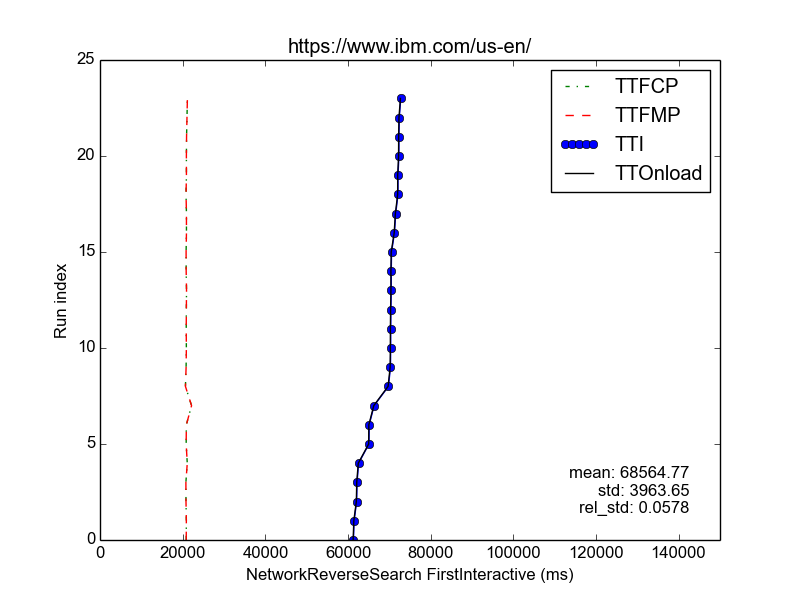 https://www.ibm.com/us-en/
25
20
15
10
5
0
Run index
TTFCP
TTFMP
TTI
TTOnload
mean: 68564.77
std: 3963.65
rel_std: 0.0578
0 20000 40000 60000 80000 100000 120000 140000
NetworkReverseSearch FirstInteractive (ms)